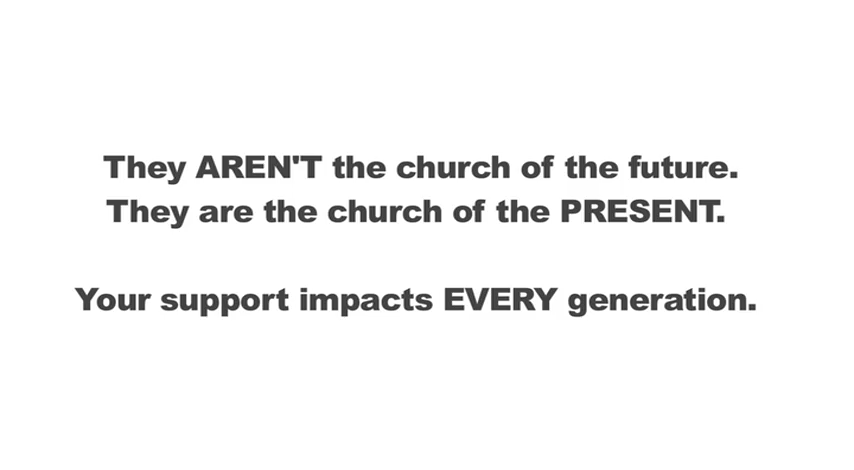 They AREN'T the church of the future.
They are the church of the PRESENT.
Your support impacts EVERY generation.